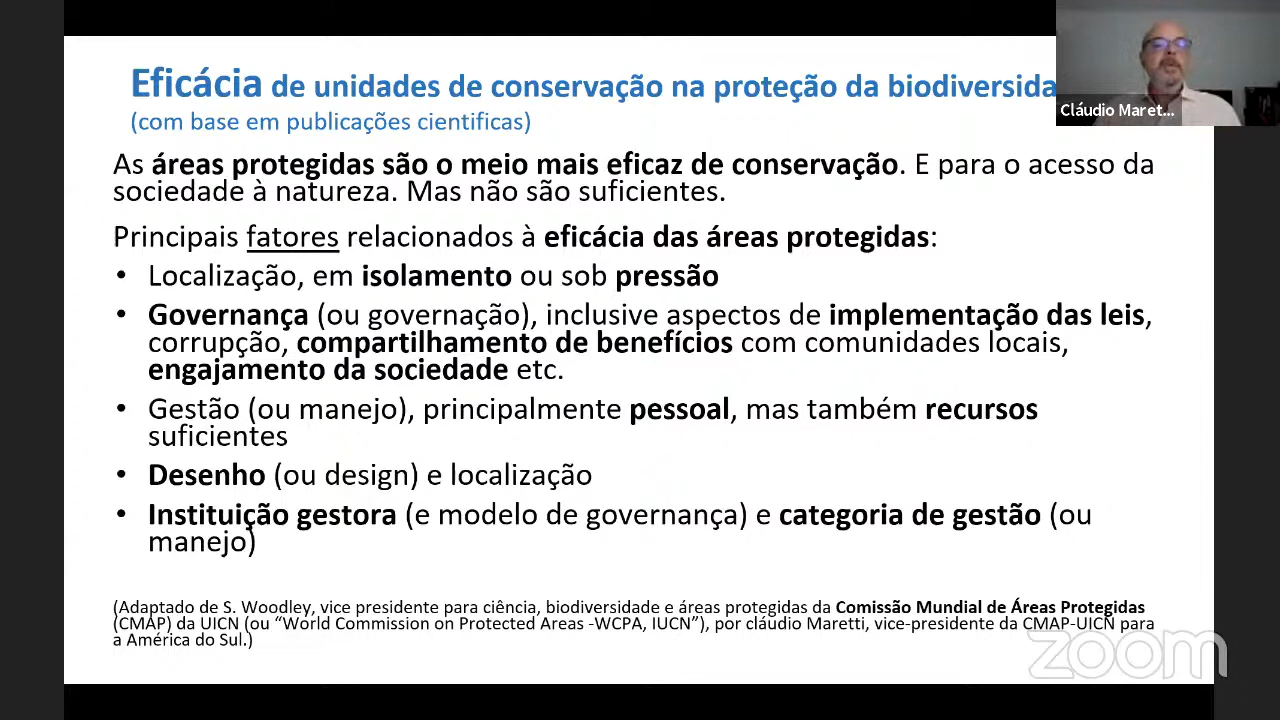 Eficácia de unidades de conservação na proteção da biodiversida
(com base em publicações cientificas)
Cláudio Maret...
As áreas protegidas são o meio mais eficaz de conservação. E para o acesso da
sociedade à natureza. Mas não são suficientes.
Principais fatores relacionados à eficácia das áreas protegidas:
• Localização, em isolamento ou sob pressão
• Governança (ou governação), inclusive aspectos de implementação das leis,
corrupção, compartilhamento de benefícios com comunidades locais,
engajamento da sociedade etc.
• Gestão (ou manejo), principalmente pessoal, mas também recursos
suficientes
• Desenho (ou design) e localização
• Instituição gestora (e modelo de governança) e categoria de gestão (ou
manejo)
(Adaptado de S. Woodley, vice presidente para ciência, biodiversidade e áreas protegidas da Comissão Mundial de Áreas Protegidas
(CMAP) da UICN (ou “World Commission on Protected Areas -WCPA, IUCN”), por cláudio Maretti, vice-presidente da CMAP-UICN para
a América do Sul.)
zoom